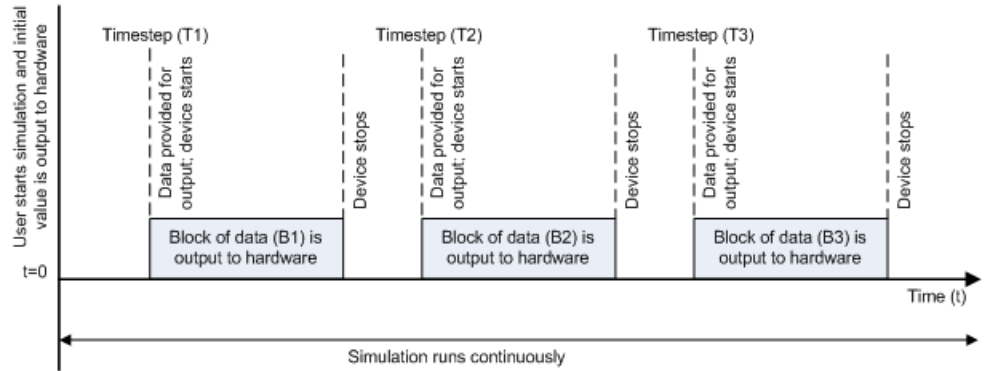 User starts simulation and initial
value is output to hardware
Timestep (T1)
Data provided for
output; device starts
Device stops
Timestep (T2)
Data provided for
output; device starts
Device stops
Timestep (T3)
Data provided for
output; device starts
Device stops
Block of data (B1) is
output to hardware
Block of data (B2) is
output to hardware
Block of data (B3) is
output to hardware
t=0
Time (t)
Simulation runs continuously